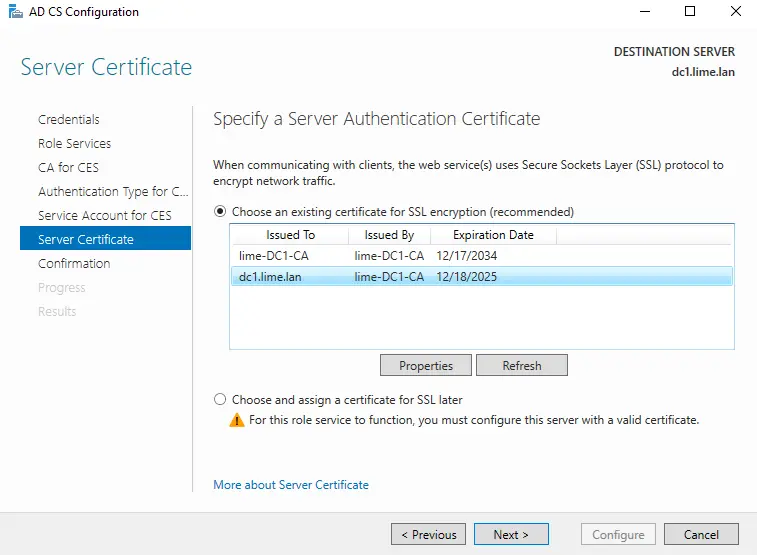 AD CS Configuration
Server Certificate
DESTINATION SERVER
dc1.lime.lan
Credentials
Role Services
CA for CES
Authentication Type for C...
Service Account for CES
Server Certificate
Confirmation
Progress
Results
Specify a Server Authentication Certificate
When communicating with clients, the web service(s) uses Secure Sockets Layer (SSL) protocol to
encrypt network traffic.
Choose an existing certificate for SSL encryption (recommended)
Issued To Issued By Expiration Date
lime-DC1-CA lime-DC1-CA 12/17/2034
dc1.lime.lan lime-DC1-CA 12/18/2025
Properties Refresh
Choose and assign a certificate for SSL later
For this role service to function, you must configure this server with a valid certificate.
More about Server Certificate
< Previous Next > Configure Cancel